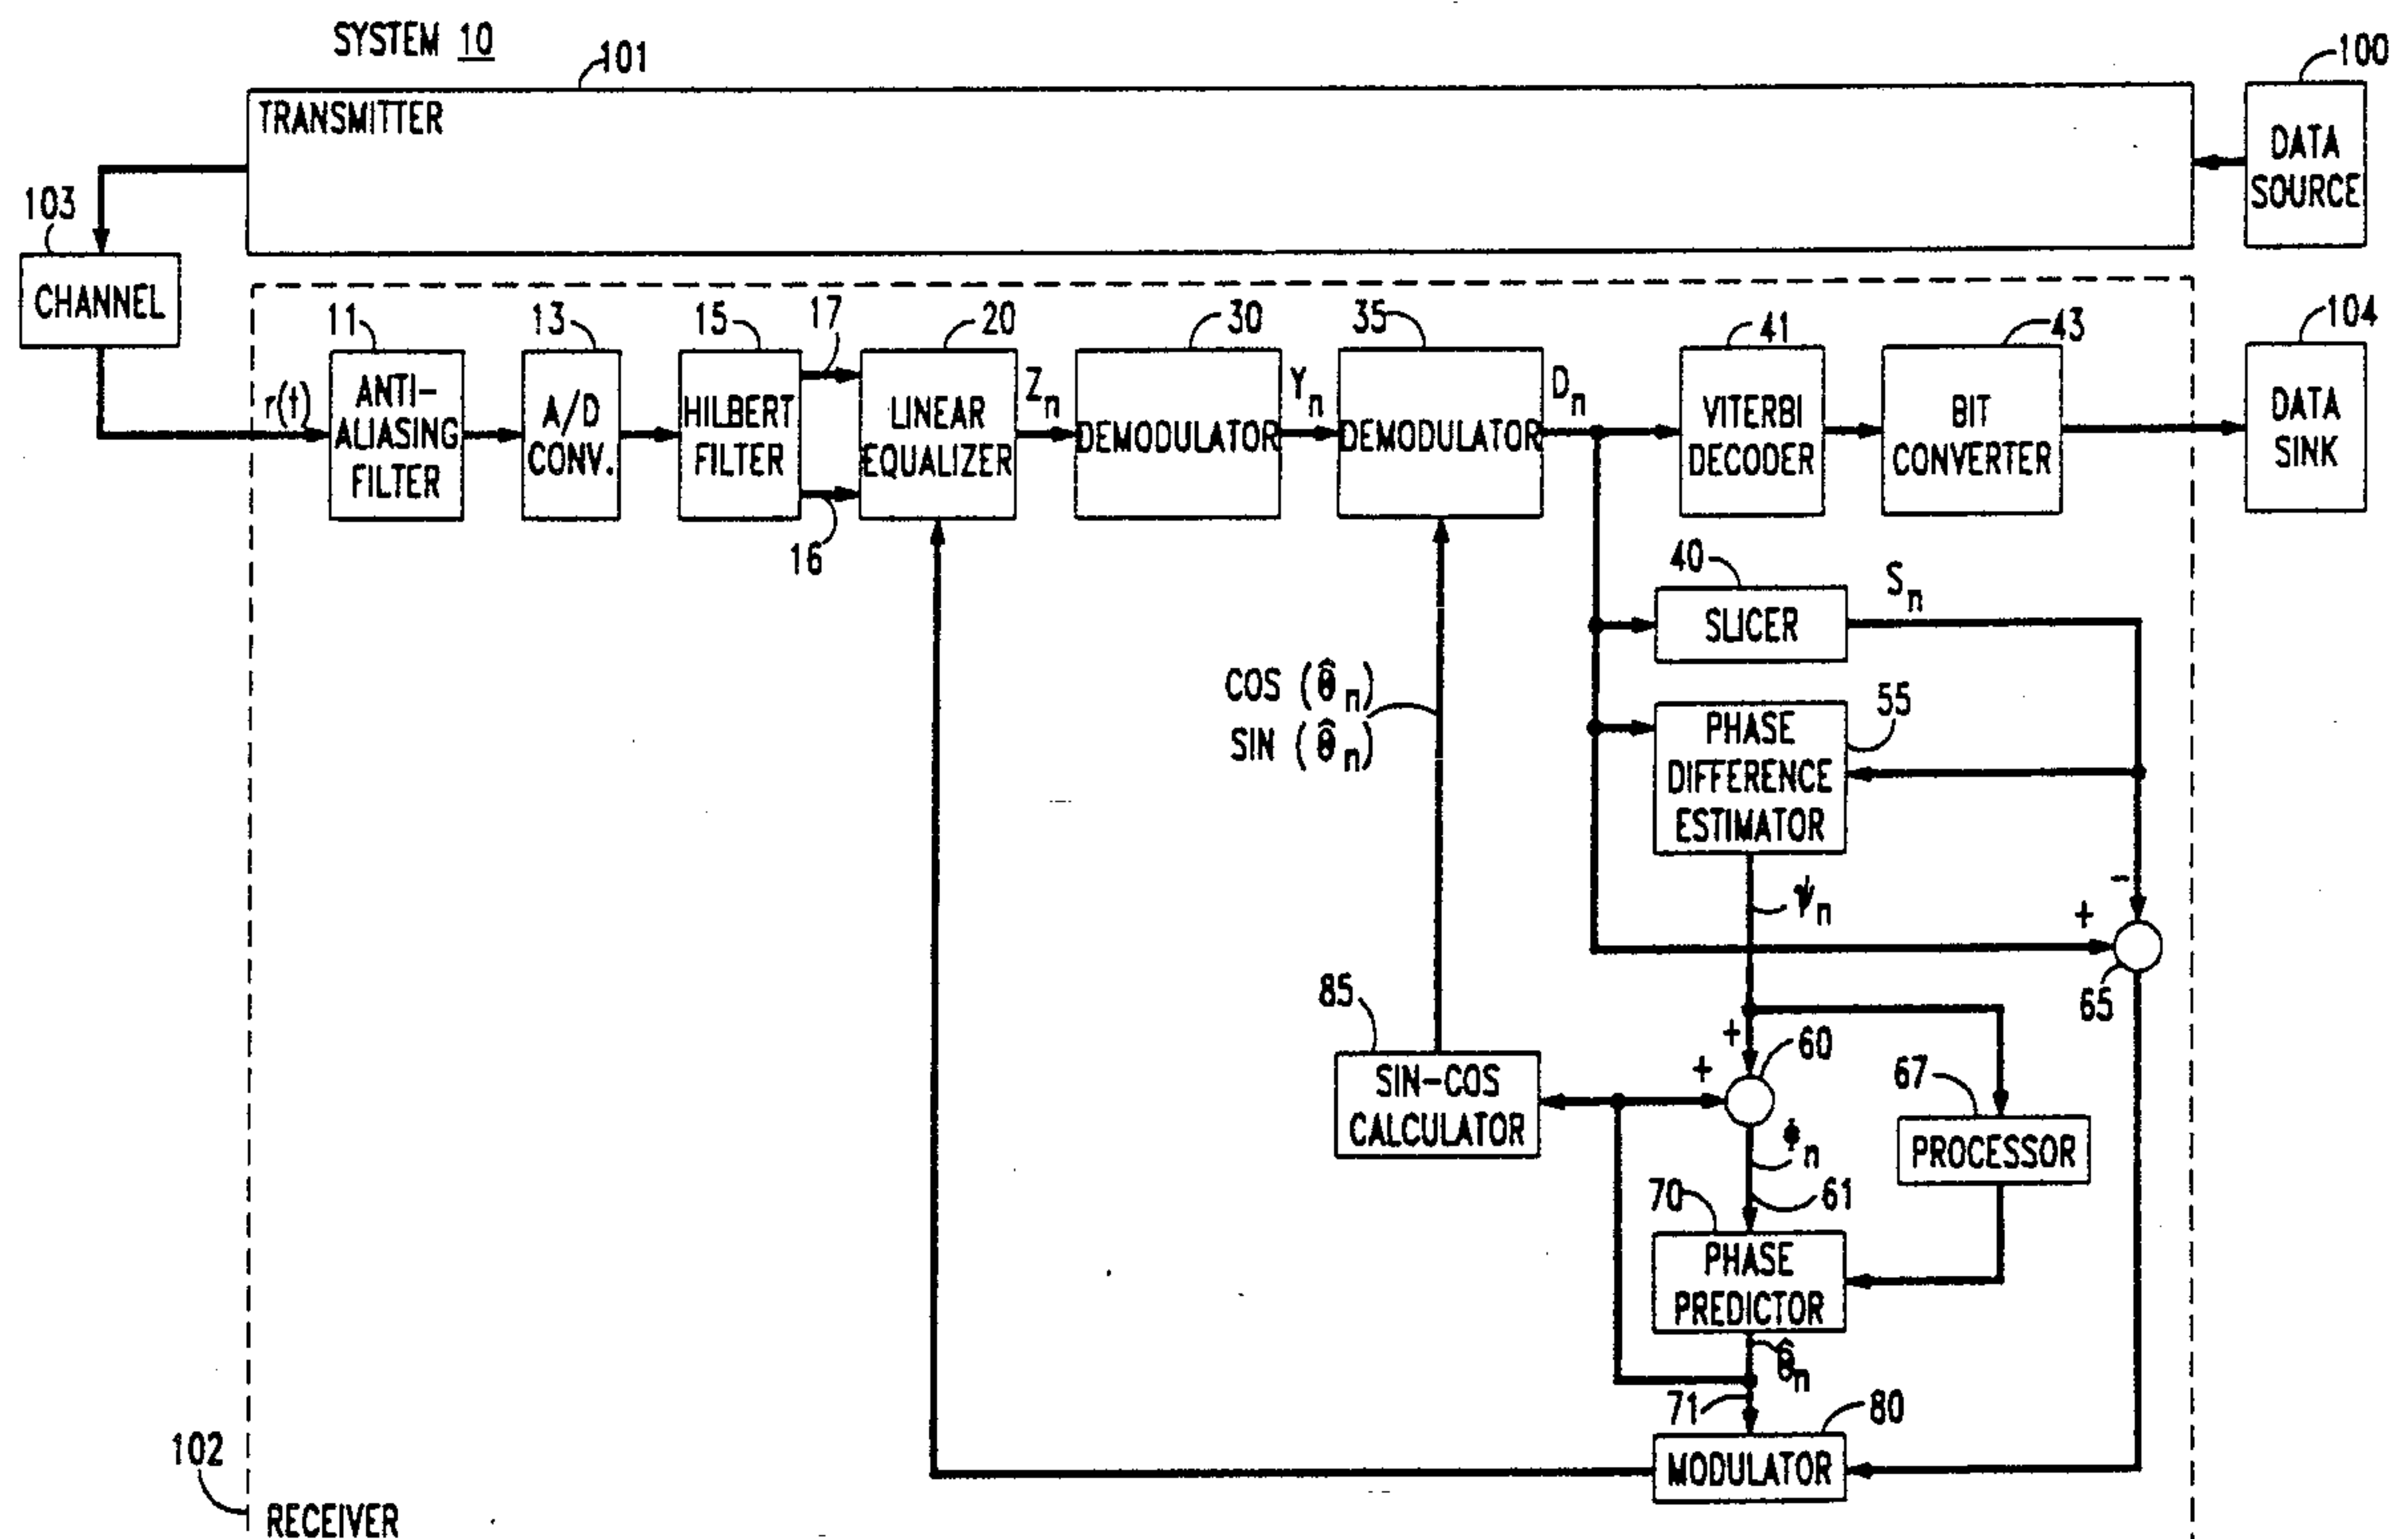 SYSTEM 10
101
100
TRANSMITTER
DATA
SOURCE
103
CHANNEL
11
13
15
17
20
30
35
41
43
104
r(t)
ANTI-
ALIASING
FILTER
A/D
CONV.
HILBERT
FILTER
LINEAR
EQUALIZER
Zn
DEMODULATOR
Yn
DEMODULATOR
Dn
VITERBI
DECODER
BIT
CONVERTER
DATA
SINK
16
40
Sn
SLICER
COS (θ̂n)
SIN (θ̂n)
55
PHASE
DIFFERENCE
ESTIMATOR
ψn
-
+
65
85
+
60
+
SIN-COS
CALCULATOR
67
PROCESSOR
ϕn
61
70
PHASE
PREDICTOR
θ̂n
71
80
MODULATOR
102
RECEIVER